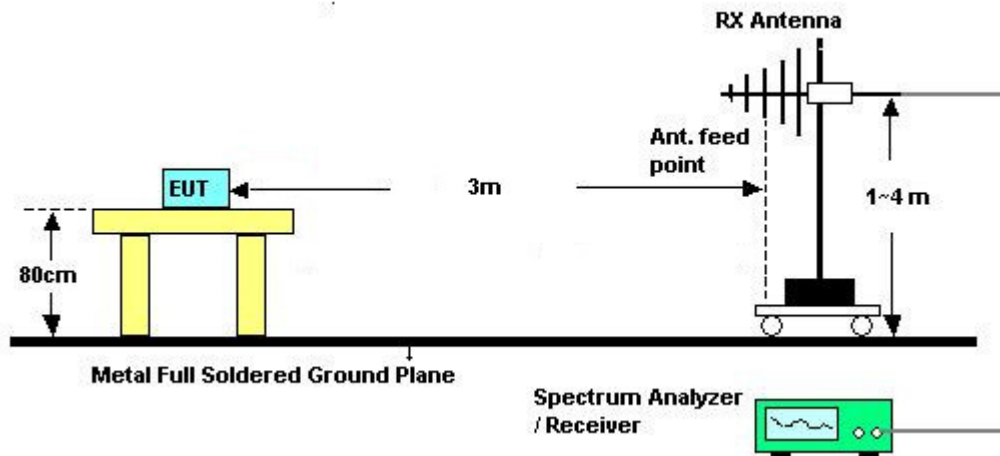 RX Antenna
Ant. feed
point
EUT
3m
1~4 m
80cm
Metal Full Soldered Ground Plane
Spectrum Analyzer
/ Receiver